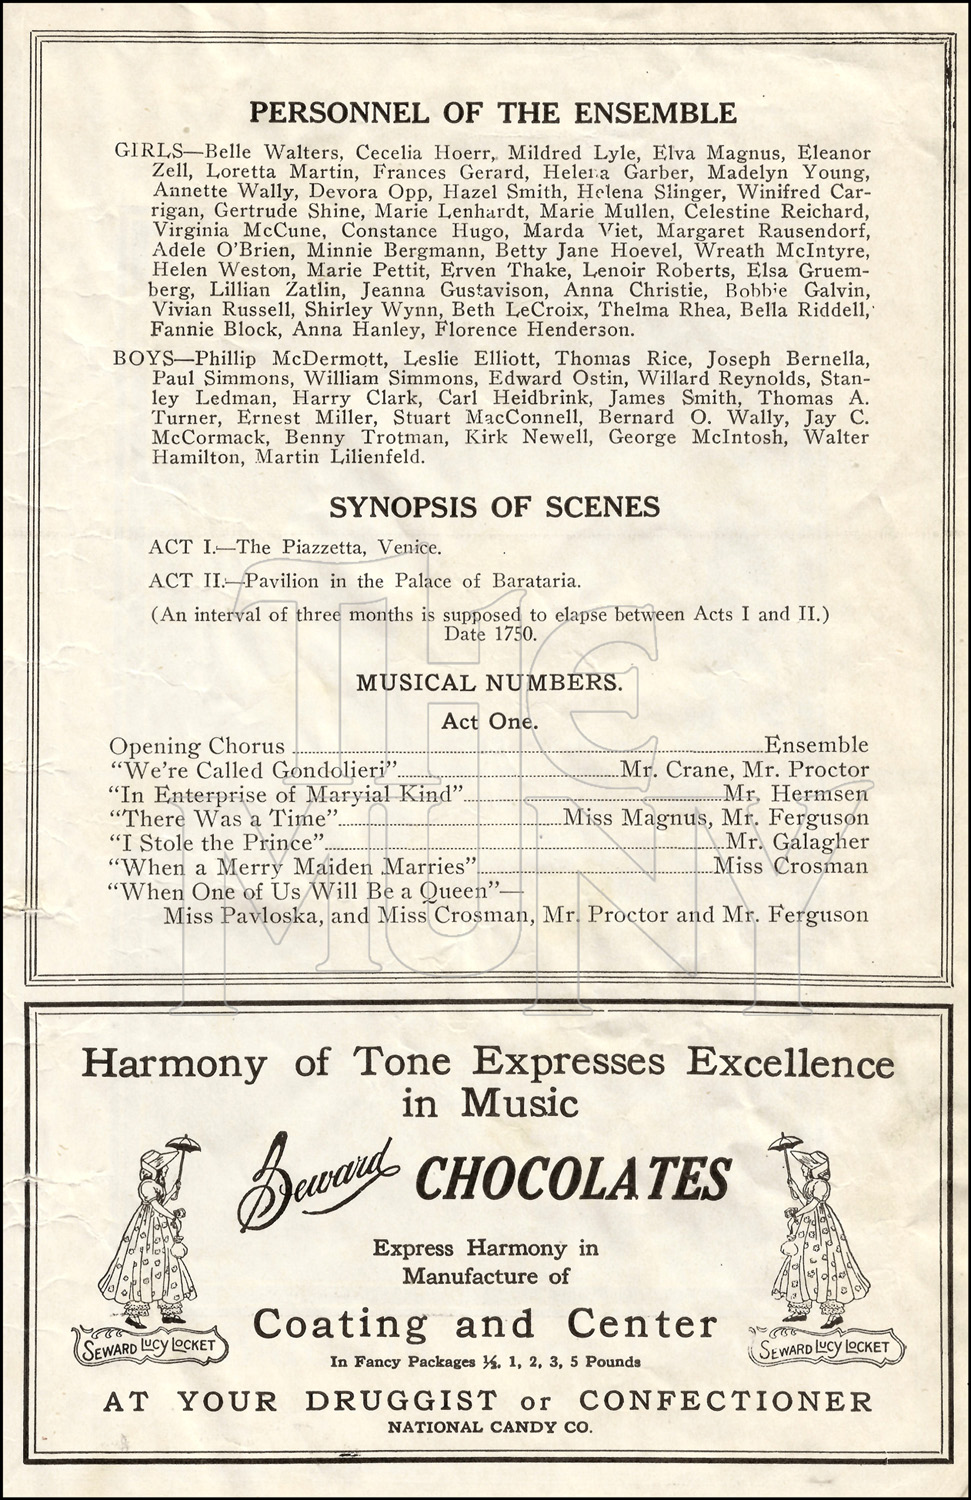 PERSONNEL OF THE ENSEMBLE
GIRLS—Belle Walters, Cecelia Hoerr, Mildred Lyle, Elva Magnus, Eleanor
Zell, Loretta Martin, Frances Gerard, Helena Garber, Madelyn Young,
Annette Wally, Devora Opp, Hazel Smith, Helena Slinger, Winifred Car-
rigan, Gertrude Shine, Marie Lenhardt, Marie Mullen, Celestine Reichard,
Virginia McCune, Constance Hugo, Marda Viet, Margaret Rausendorf,
Adele O'Brien, Minnie Bergmann, Betty Jane Hoevel, Wreath McIntyre,
Helen Weston, Marie Pettit, Erven Thake, Lenoir Roberts, Elsa Gruem-
berg, Lillian Zatlin, Jeanna Gustavison, Anna Christie, Bobbie Galvin,
Vivian Russell, Shirley Wynn, Beth LeCroix, Thelma Rhea, Bella Riddell,
Fannie Block, Anna Hanley, Florence Henderson.
BOYS—Phillip McDermott, Leslie Elliott, Thomas Rice, Joseph Bernella,
Paul Simmons, William Simmons, Edward Ostin, Willard Reynolds, Stan-
ley Ledman, Harry Clark, Carl Heidbrink, James Smith, Thomas A.
Turner, Ernest Miller, Stuart MacConnell, Bernard O. Wally, Jay C.
McCormack, Benny Trotman, Kirk Newell, George McIntosh, Walter
Hamilton, Martin Lilienfeld.
SYNOPSIS OF SCENES
ACT I.—The Piazzetta, Venice.
ACT II.—Pavilion in the Palace of Barataria.
(An interval of three months is supposed to elapse between Acts I and II.)
Date 1750.
THE
MUNY
MUSICAL NUMBERS.
Act One.
Opening Chorus ........ Ensemble
"We're Called Gondolieri" ........ Mr. Crane, Mr. Proctor
"In Enterprise of Maryial Kind" ........ Mr. Hermsen
"There Was a Time" ........ Miss Magnus, Mr. Ferguson
"I Stole the Prince" ........ Mr. Galagher
"When a Merry Maiden Marries" ........ Miss Crosman
"When One of Us Will Be a Queen"—
Miss Pavloska, and Miss Crosman, Mr. Proctor and Mr. Ferguson
Harmony of Tone Expresses Excellence
in Music
Seward CHOCOLATES
Express Harmony in
Manufacture of
Coating and Center
SEWARD LUCY LOCKET
SEWARD LUCY LOCKET
In Fancy Packages ½, 1, 2, 3, 5 Pounds
AT YOUR DRUGGIST or CONFECTIONER
NATIONAL CANDY CO.